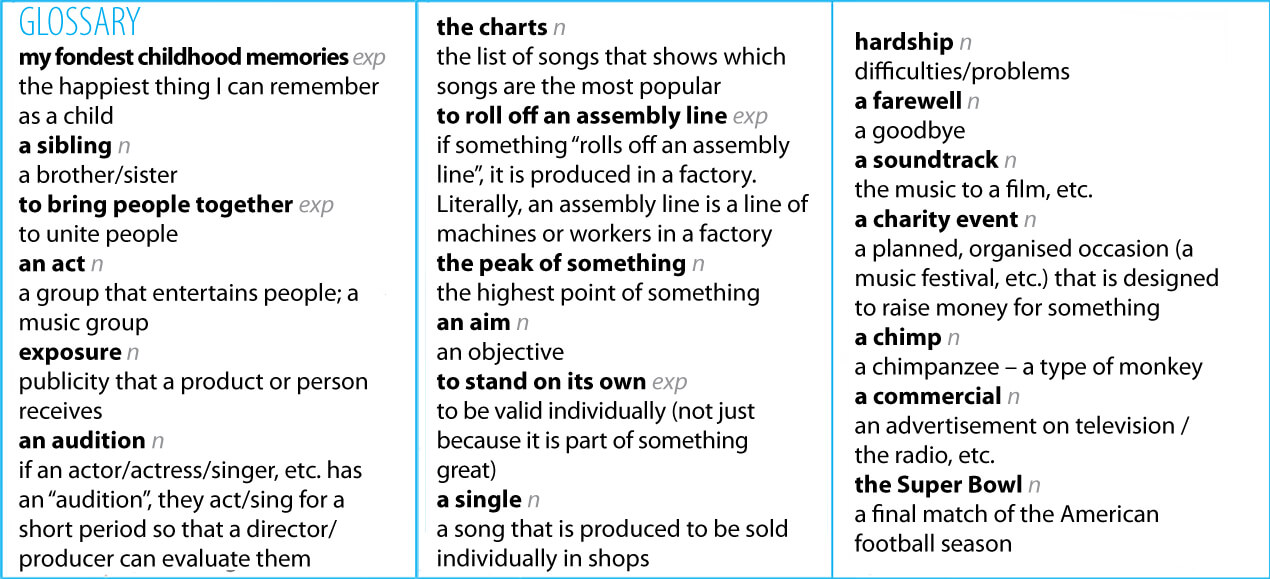 GLOSSARY
my fondest childhood memories exp
the happiest thing I can remember
as a child
a sibling n
a brother/sister
to bring people together exp
to unite people
an act n
a group that entertains people; a
music group
exposure n
publicity that a product or person
receives
an audition n
if an actor/actress/singer, etc. has
an “audition”, they act/sing for a
short period so that a director/
producer can evaluate them
the charts n
the list of songs that shows which
songs are the most popular
to roll off an assembly line exp
if something “rolls off an assembly
line”, it is produced in a factory.
Literally, an assembly line is a line of
machines or workers in a factory
the peak of something n
the highest point of something
an aim n
an objective
to stand on its own exp
to be valid individually (not just
because it is part of something
great)
a single n
a song that is produced to be sold
individually in shops
hardship n
difficulties/problems
a farewell n
a goodbye
a soundtrack n
the music to a film, etc.
a charity event n
a planned, organised occasion (a
music festival, etc.) that is designed
to raise money for something
a chimp n
a chimpanzee – a type of monkey
a commercial n
an advertisement on television /
the radio, etc.
the Super Bowl n
a final match of the American
football season